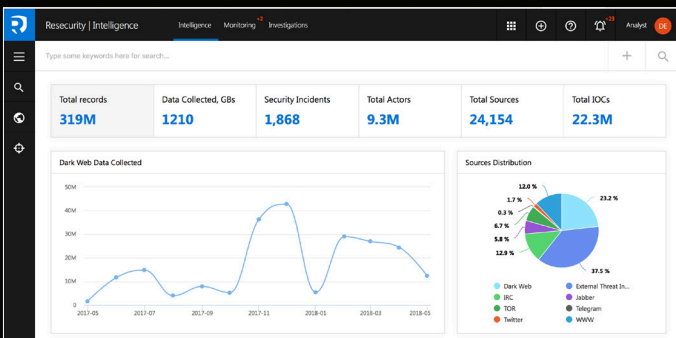 Resecurity | Intelligence
Intelligence Monitoring +2 Investigations
+23 Analyst DE
Type some keywords here for search...
Total records Data Collected, GBs Security Incidents Total Actors Total Sources Total IOCs
319M 1210 1,868 9.3M 24,154 22.3M
Dark Web Data Collected
50M
40M
30M
20M
10M
0
2017-05 2017-07 2017-09 2017-11 2018-01 2018-03 2018-05
Sources Distribution
12.0 %
1.7 %
0.3 %
6.7 %
5.8 %
12.9 %
23.2 %
37.5 %
Dark Web External Threat In...
IRC Jabber
TOR Telegram
Twitter WWW